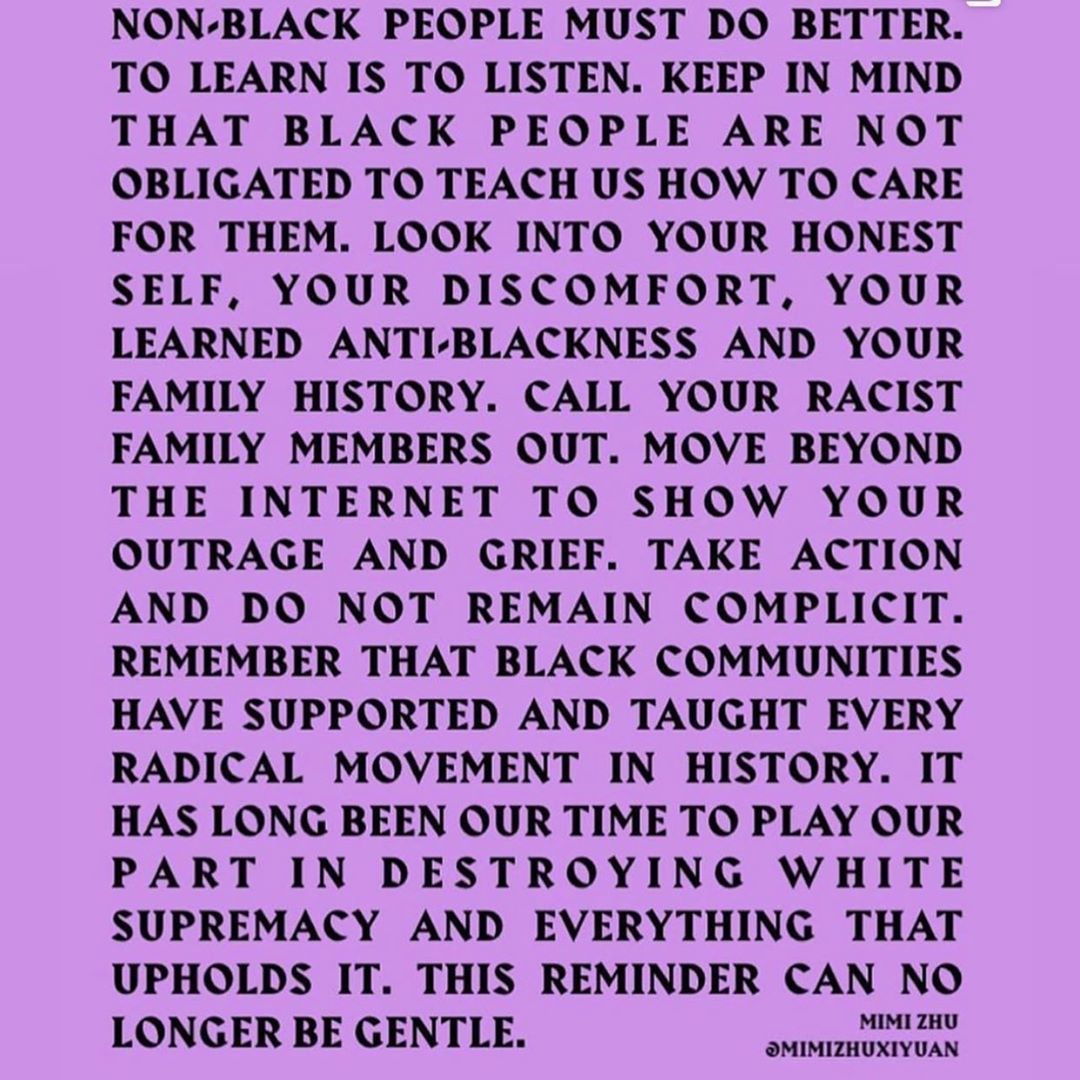 NON-BLACK PEOPLE MUST DO BETTER.
TO LEARN IS TO LISTEN. KEEP IN MIND
THAT BLACK PEOPLE ARE NOT
OBLIGATED TO TEACH US HOW TO CARE
FOR THEM. LOOK INTO YOUR HONEST
SELF, YOUR DISCOMFORT, YOUR
LEARNED ANTI-BLACKNESS AND YOUR
FAMILY HISTORY. CALL YOUR RACIST
FAMILY MEMBERS OUT. MOVE BEYOND
THE INTERNET TO SHOW YOUR
OUTRAGE AND GRIEF. TAKE ACTION
AND DO NOT REMAIN COMPLICIT.
REMEMBER THAT BLACK COMMUNITIES
HAVE SUPPORTED AND TAUGHT EVERY
RADICAL MOVEMENT IN HISTORY. IT
HAS LONG BEEN OUR TIME TO PLAY OUR
PART IN DESTROYING WHITE
SUPREMACY AND EVERYTHING THAT
UPHOLDS IT. THIS REMINDER CAN NO
LONGER BE GENTLE.
MIMI ZHU
@MIMIZHUXIYUAN